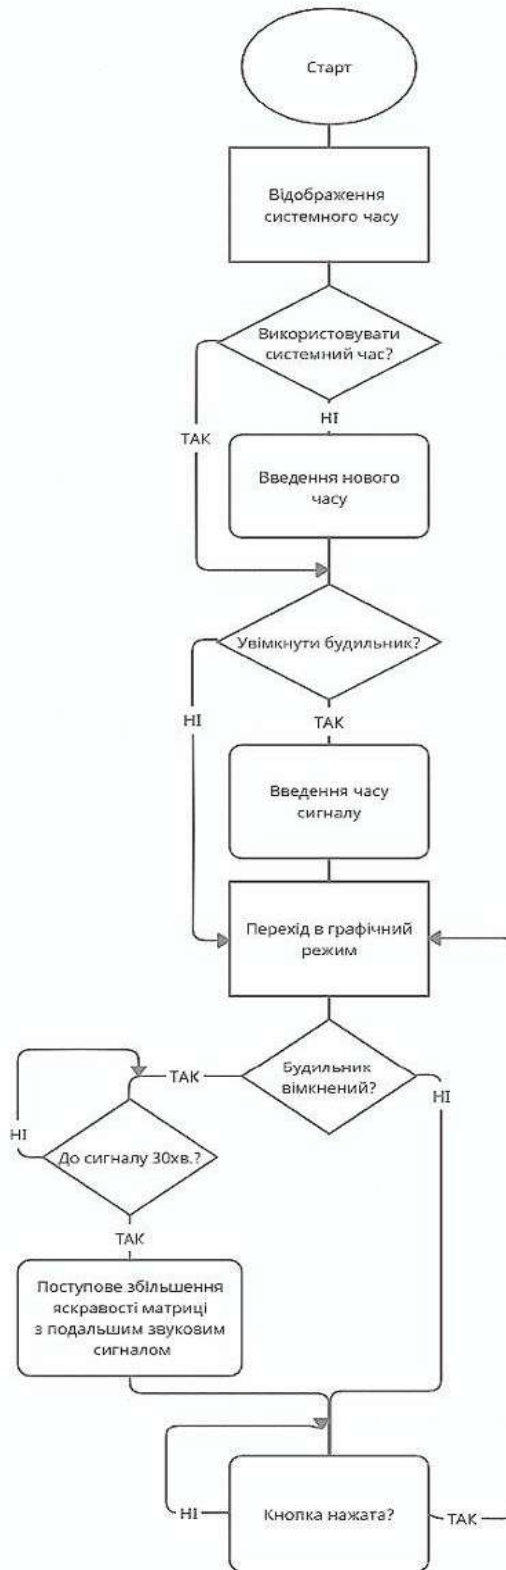 Старт
Відображення
системного часу
Використовувати
системний час?
НІ
ТАК
Введення нового
часу
Увімкнути будильник?
НІ
ТАК
Введення часу
сигналу
Перехід в графічний
режим
Будильник
вімкнений?
ТАК
НІ
НІ
До сигналу 30хв.?
ТАК
Поступове збільшення
яскравості матриці
з подальшим звуковим
сигналом
НІ
Кнопка нажата?
ТАК